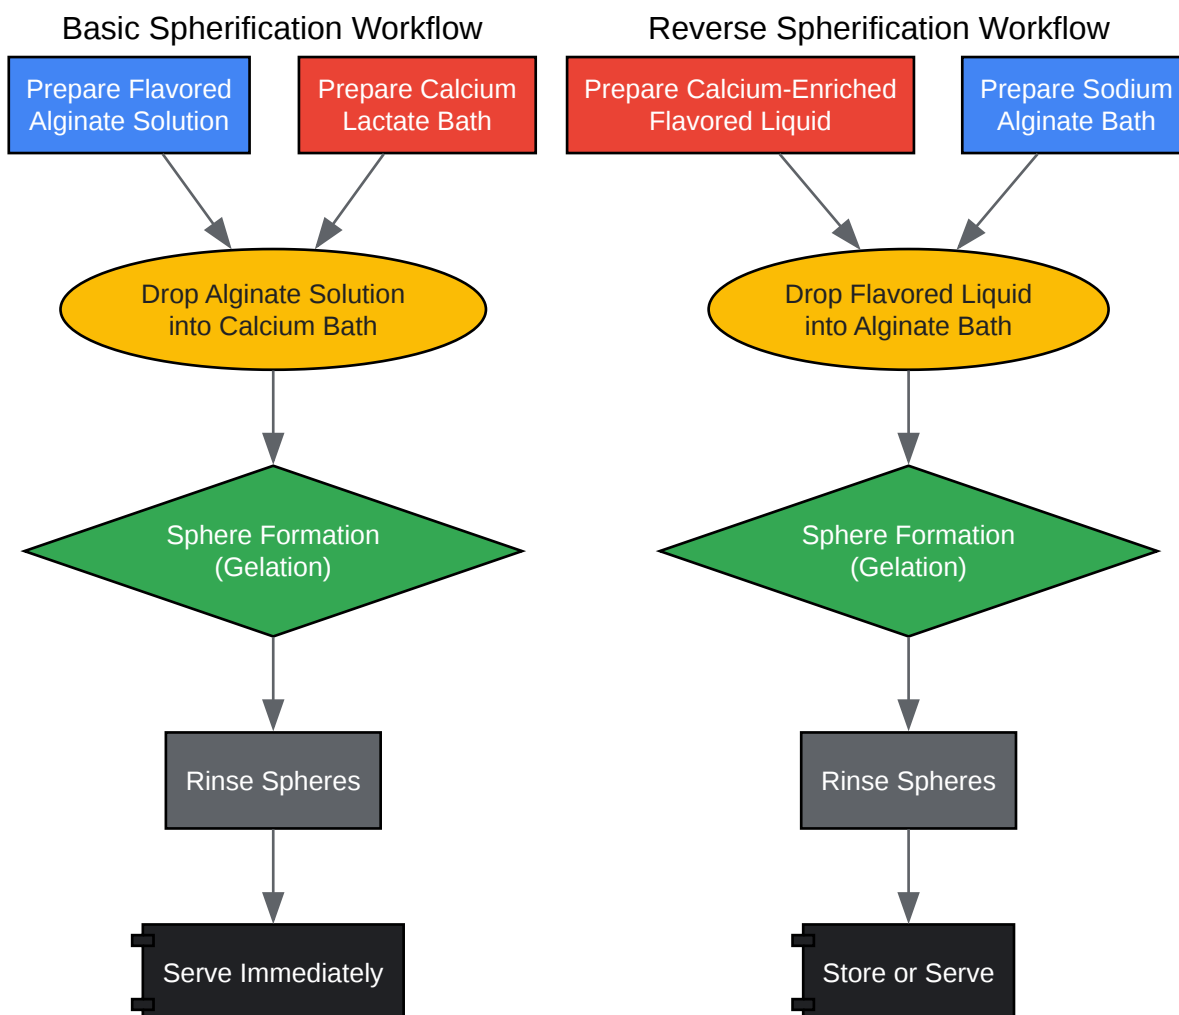 Basic Spherification Workflow
Prepare Flavored
Alginate Solution
Prepare Calcium
Lactate Bath
Drop Alginate Solution
into Calcium Bath
Sphere Formation
(Gelation)
Rinse Spheres
Serve Immediately
Reverse Spherification Workflow
Prepare Calcium-Enriched
Flavored Liquid
Prepare Sodium
Alginate Bath
Drop Flavored Liquid
into Alginate Bath
Sphere Formation
(Gelation)
Rinse Spheres
Store or Serve